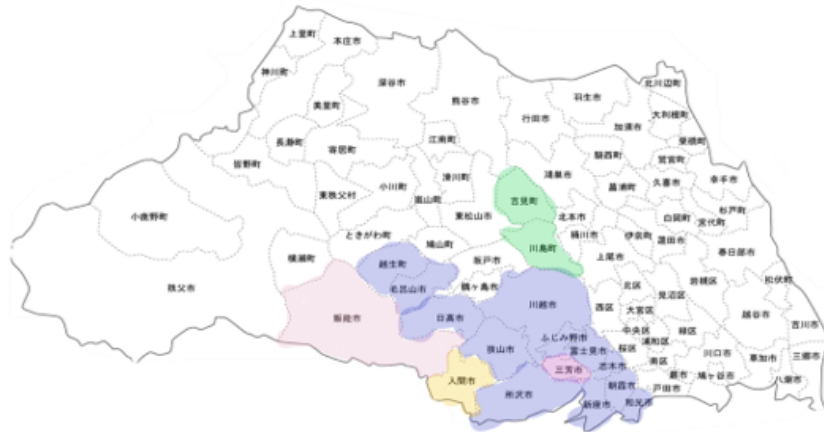 上里町
本庄市
神川町
深谷市
熊谷市
美里町
行田市
羽生市
北川辺町
加須市
大利根町
栗橋町
長瀞町
寄居町
江南町
騎西町
鷲宮町
皆野町
小川町
滑川町
鴻巣市
菖蒲町
久喜市
幸手市
東秩父村
嵐山町
吉見町
小鹿野町
東松山市
北本市
白岡町
杉戸町
宮代町
ときがわ町
鳩山町
川島町
桶川市
伊奈町
蓮田市
横瀬町
越生町
坂戸市
上尾市
春日部市
秩父市
毛呂山市
鶴ヶ島市
北区
岩槻区
松伏町
川越市
西区
見沼区
大宮区
飯能市
日高市
越谷市
吉川市
中央区
緑区
ふじみ野市
浦和区
狭山市
富士見市
桜区
南区
川口市
草加市
三郷市
三芳市
志木市
入間市
朝霞市
蕨市
鳩ヶ谷市
八潮市
戸田市
所沢市
新座市
和光市